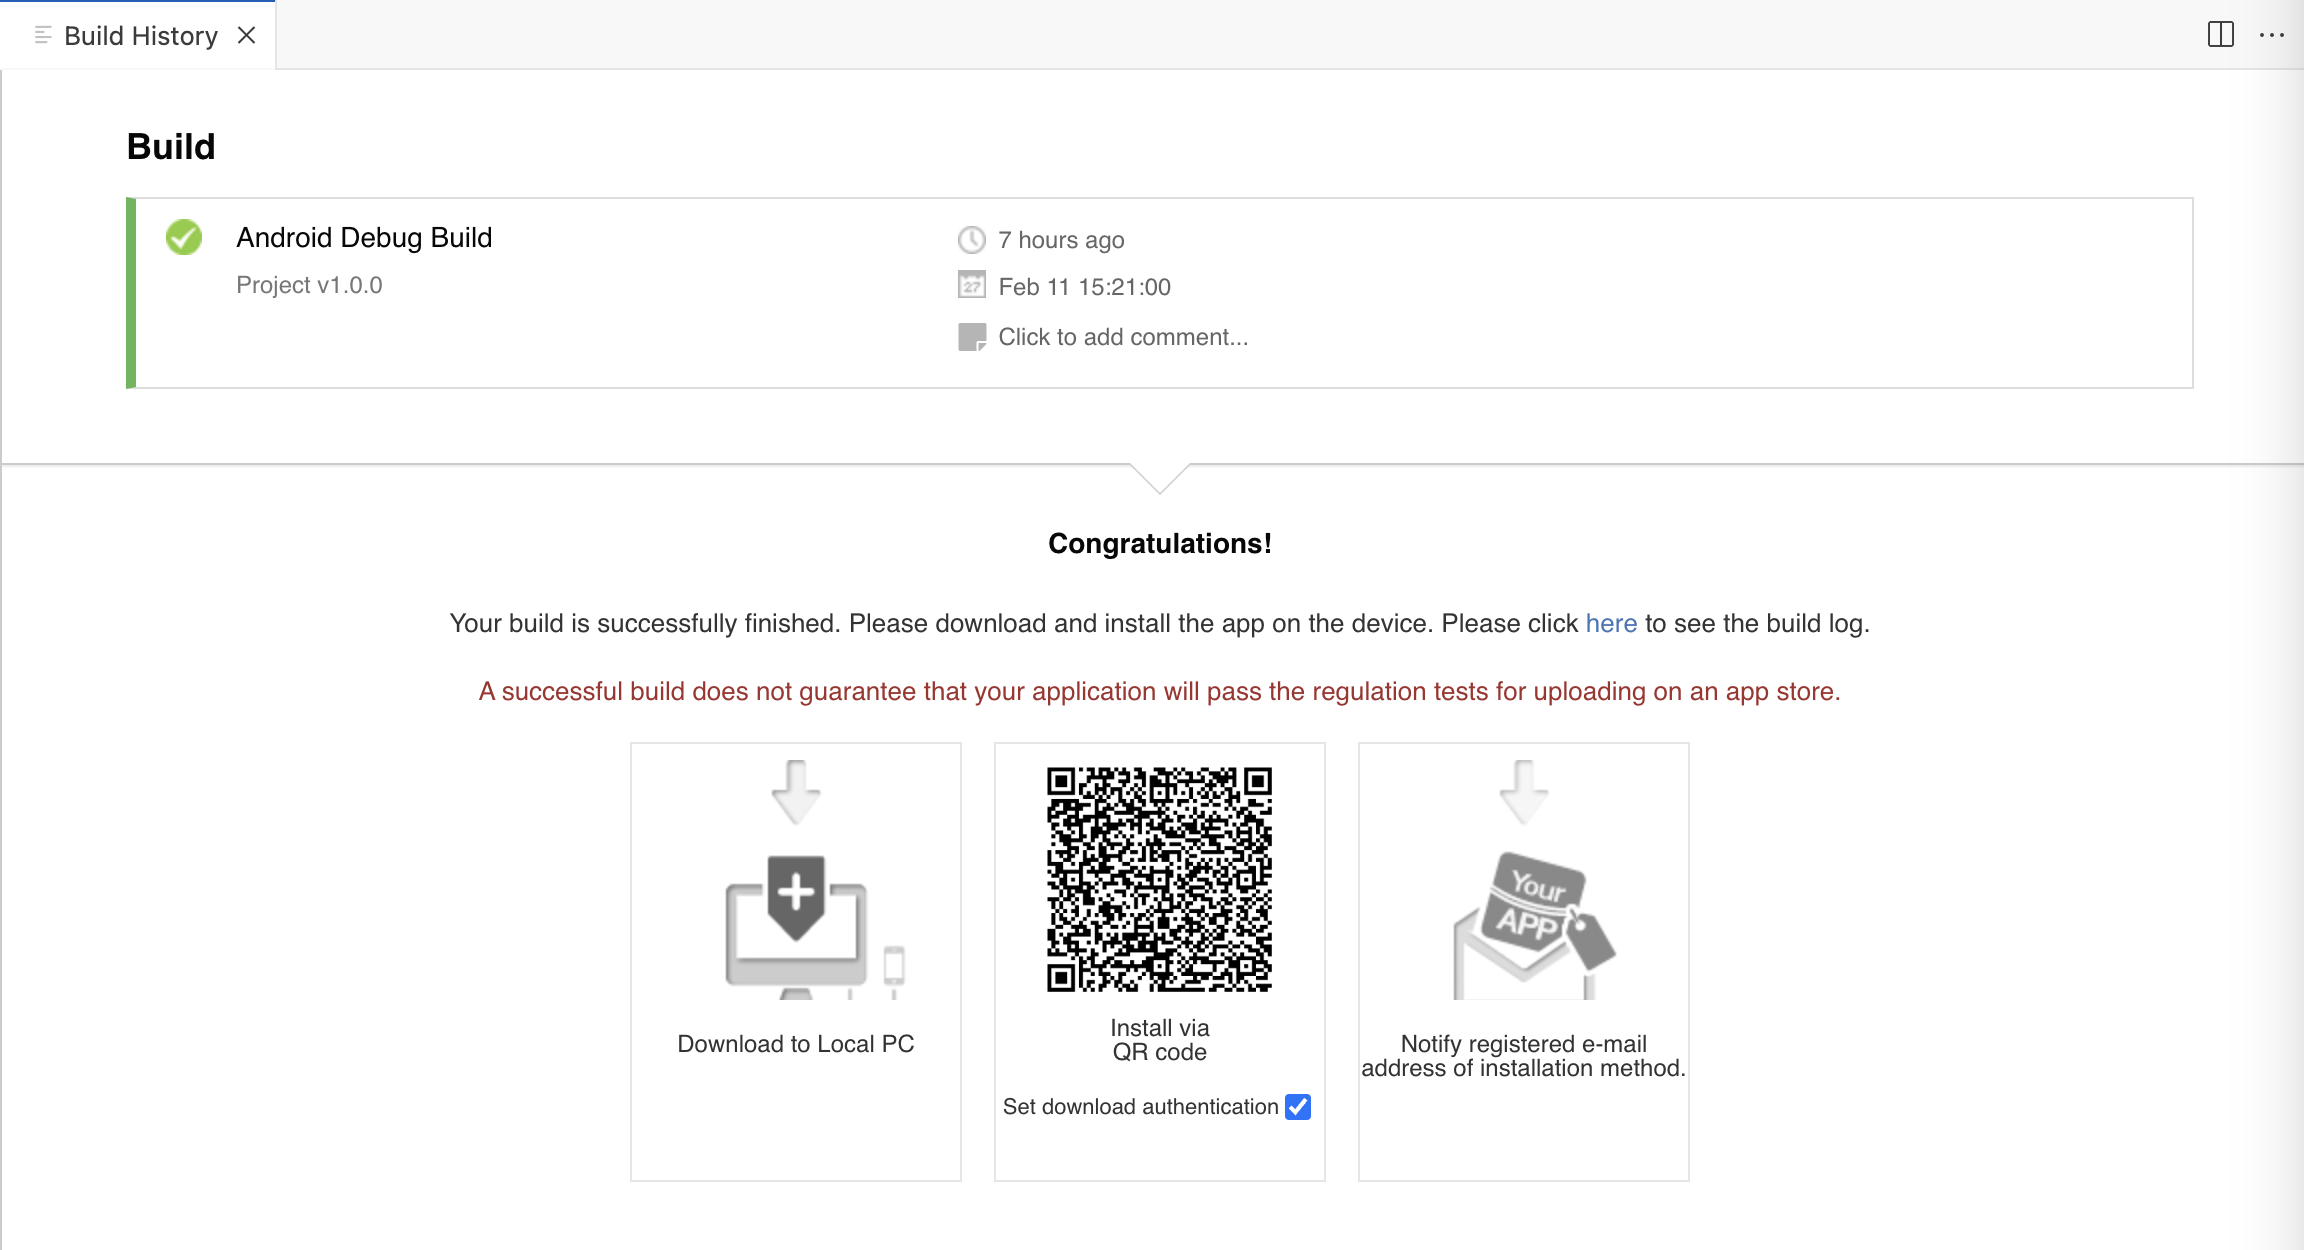 Build History
Build
Android Debug Build
7 hours ago
Project v1.0.0
27
Feb 11 15:21:00
Click to add comment...
Congratulations!
Your build is successfully finished. Please download and install the app on the device. Please click here to see the build log.
A successful build does not guarantee that your application will pass the regulation tests for uploading on an app store.
Your
APP
Download to Local PC
Install via
QR code
Set download authentication
Notify registered e-mail
address of installation method.